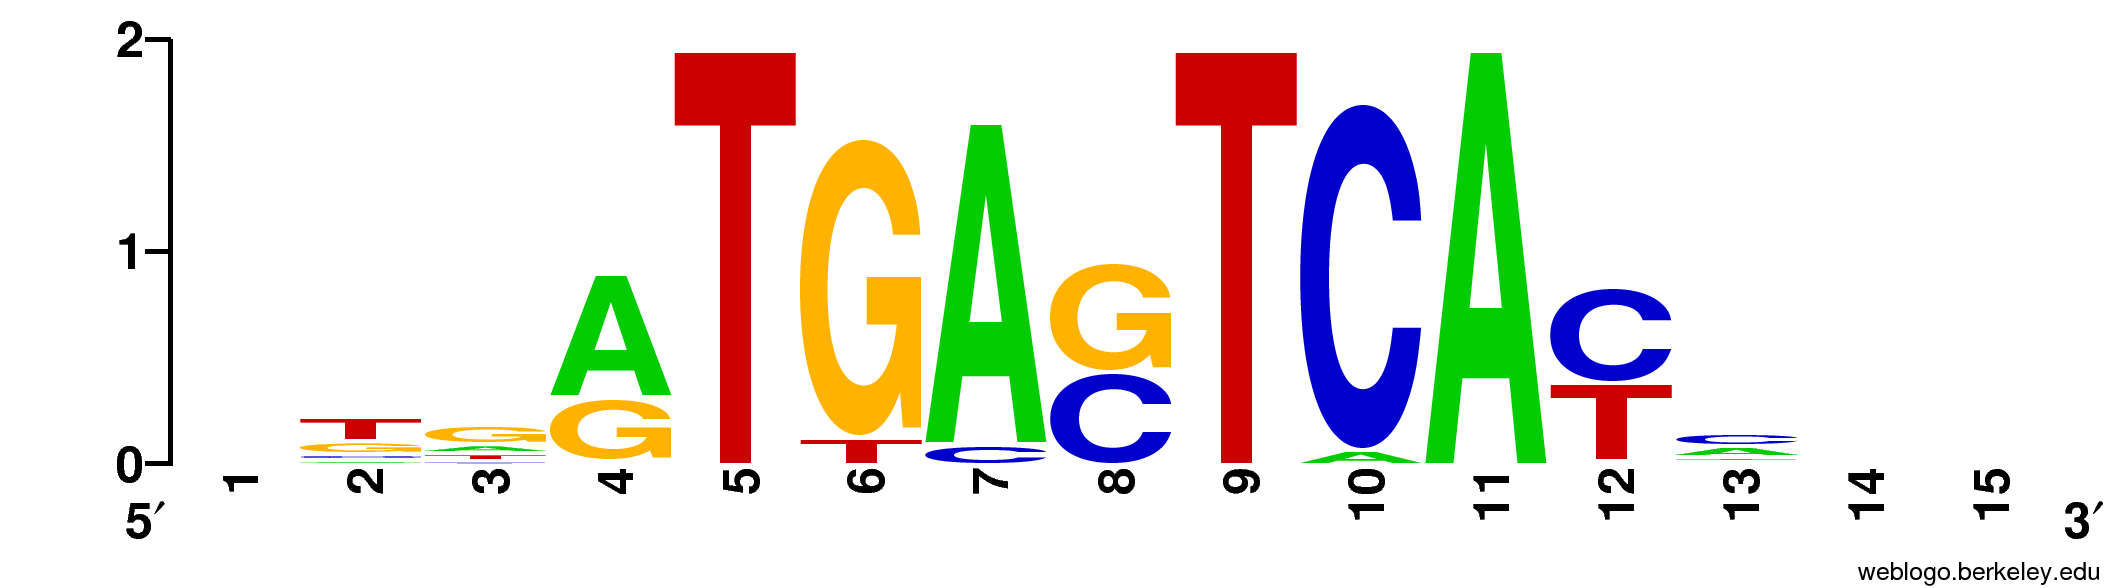 2
1
0
T G A G T C A C
A G T C A C T
T G C A G A T C C A
1 2 3 4 5 6 7 8 9 10 11 12 13 14 15
5′ 3′
weblogo.berkeley.edu